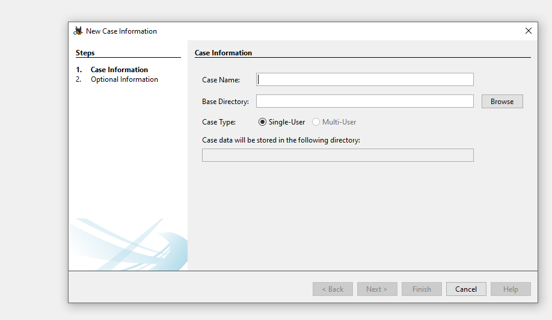 New Case Information
Steps
1. Case Information
2. Optional Information
Case Information
Case Name:
Base Directory:
Browse
Case Type:
Single-User
Multi-User
Case data will be stored in the following directory:
< Back
Next >
Finish
Cancel
Help